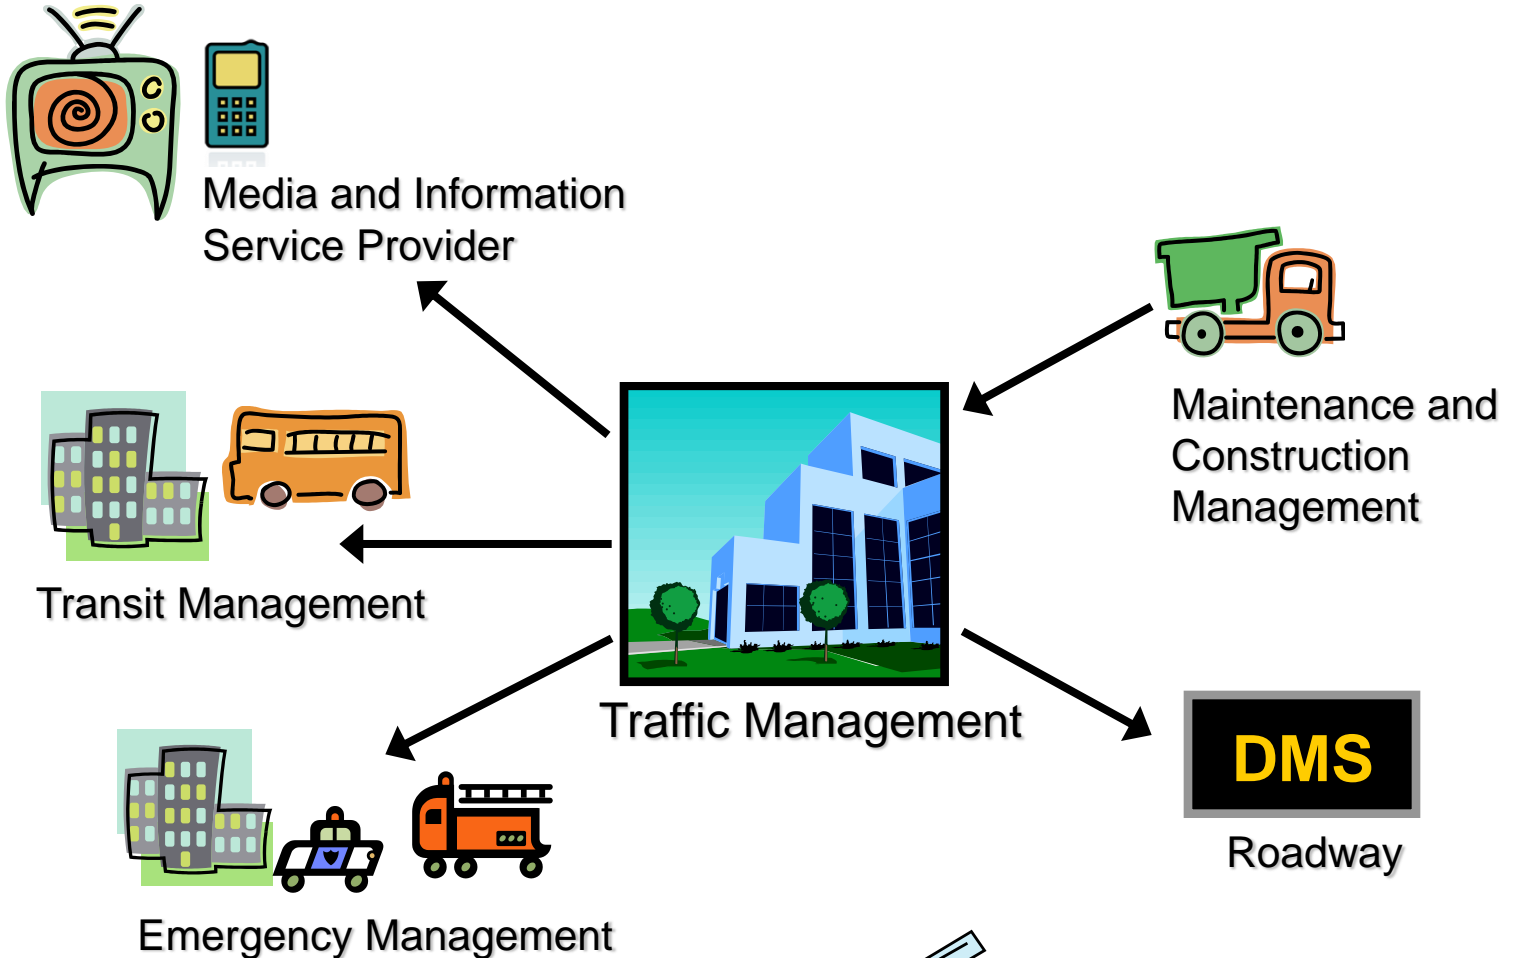 Media and Information
Service Provider
Maintenance and
Construction
Management
Transit Management
Traffic Management
DMS
Roadway
Emergency Management